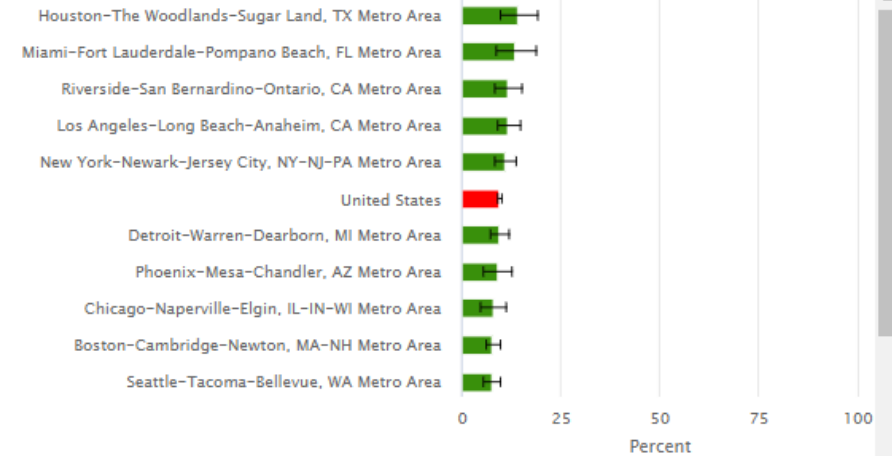 Houston-The Woodlands-Sugar Land, TX Metro Area
Miami-Fort Lauderdale-Pompano Beach, FL Metro Area
Riverside-San Bernardino-Ontario, CA Metro Area
Los Angeles-Long Beach-Anaheim, CA Metro Area
New York-Newark-Jersey City, NY-NJ-PA Metro Area
United States
Detroit-Warren-Dearborn, MI Metro Area
Phoenix-Mesa-Chandler, AZ Metro Area
Chicago-Naperville-Elgin, IL-IN-WI Metro Area
Boston-Cambridge-Newton, MA-NH Metro Area
Seattle-Tacoma-Bellevue, WA Metro Area
0 25 50 75 100
Percent